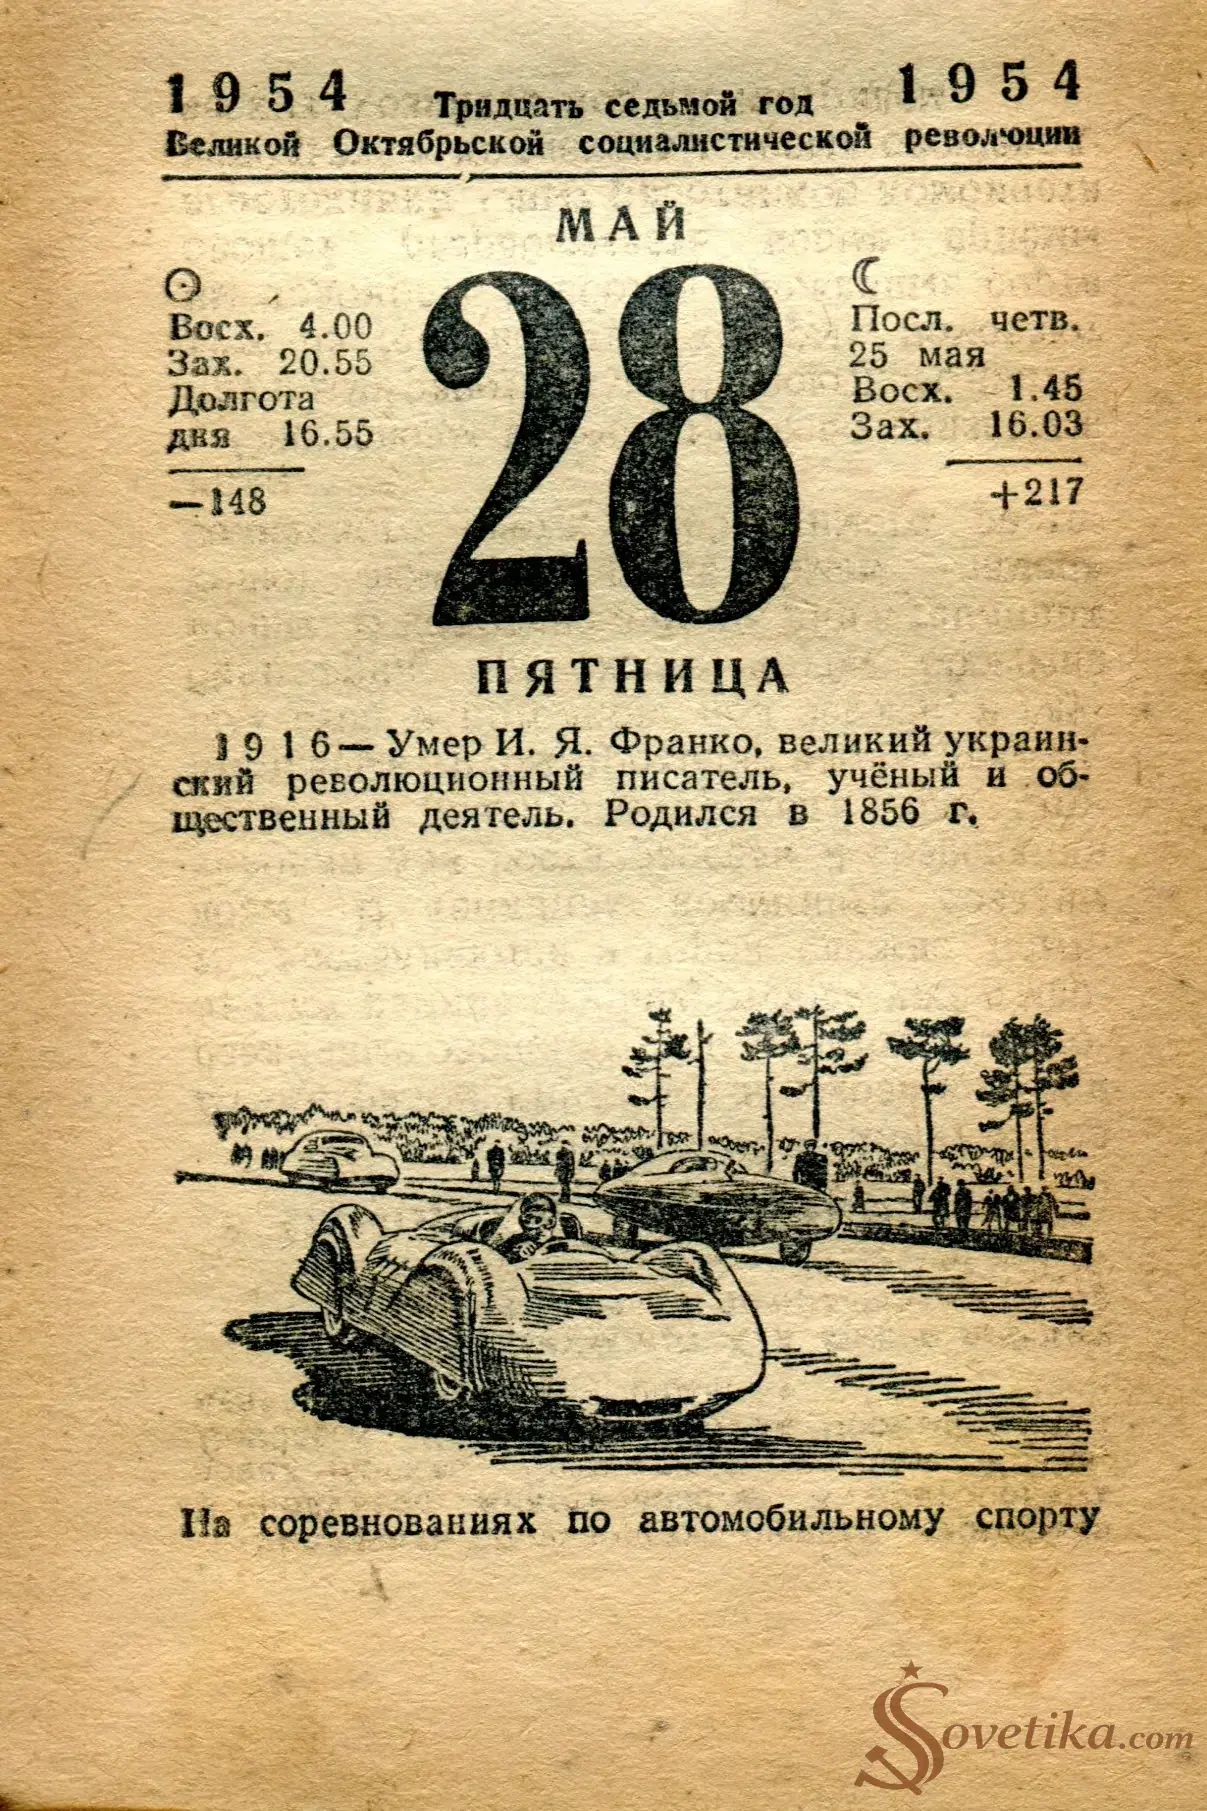 1954 Тридцать седьмой год 1954
Великой Октябрьской социалистической революции
МАЙ
28
Восх. 4.00
Зах. 20.55
Долгота
дня 16.55
—148
Посл. четв.
25 мая
Восх. 1.45
Зах. 16.03
+217
ПЯТНИЦА
1916— Умер И. Я. Франко, великий украин-
ский революционный писатель, учёный и об-
щественный деятель. Родился в 1856 г.
На соревнованиях по автомобильному спорту
Sovetika.com